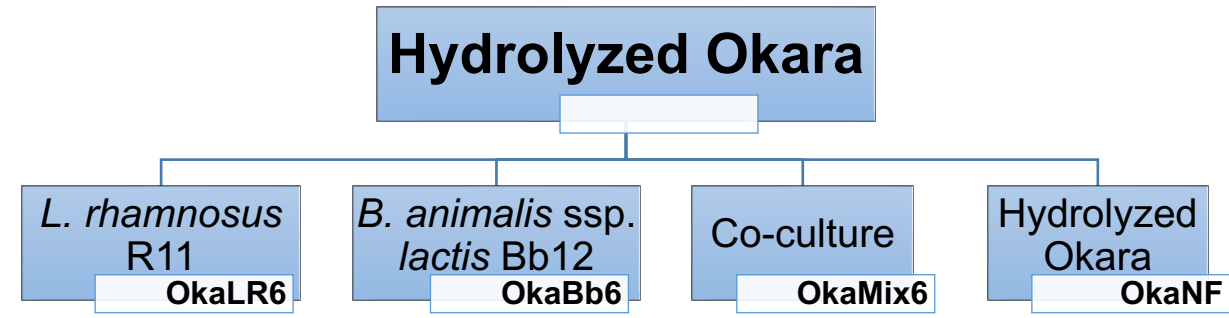 Hydrolyzed Okara
L. rhamnosus
R11
OkaLR6
B. animalis ssp.
lactis Bb12
OkaBb6
Co-culture
OkaMix6
Hydrolyzed
Okara
OkaNF